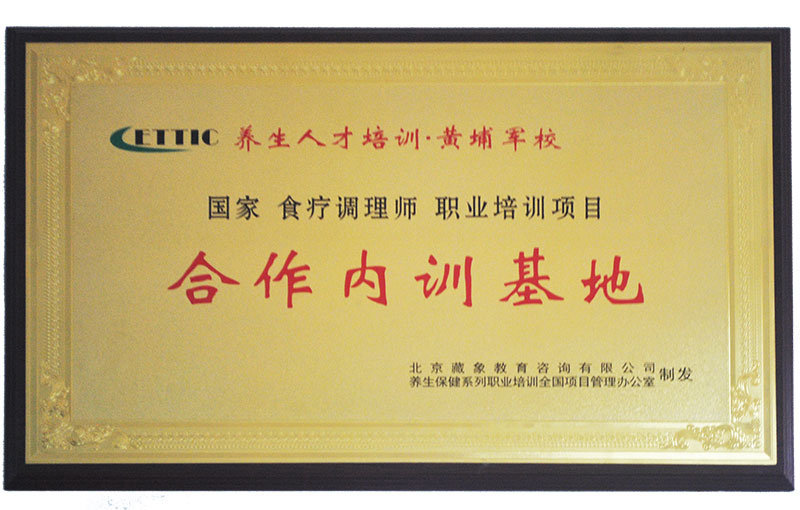 CETTIC 养生人才培训·黄埔军校
国家 食疗调理师 职业培训项目
合作内训基地
北京藏象教育咨询有限公司
养生保健系列职业培训全国项目管理办公室 制发